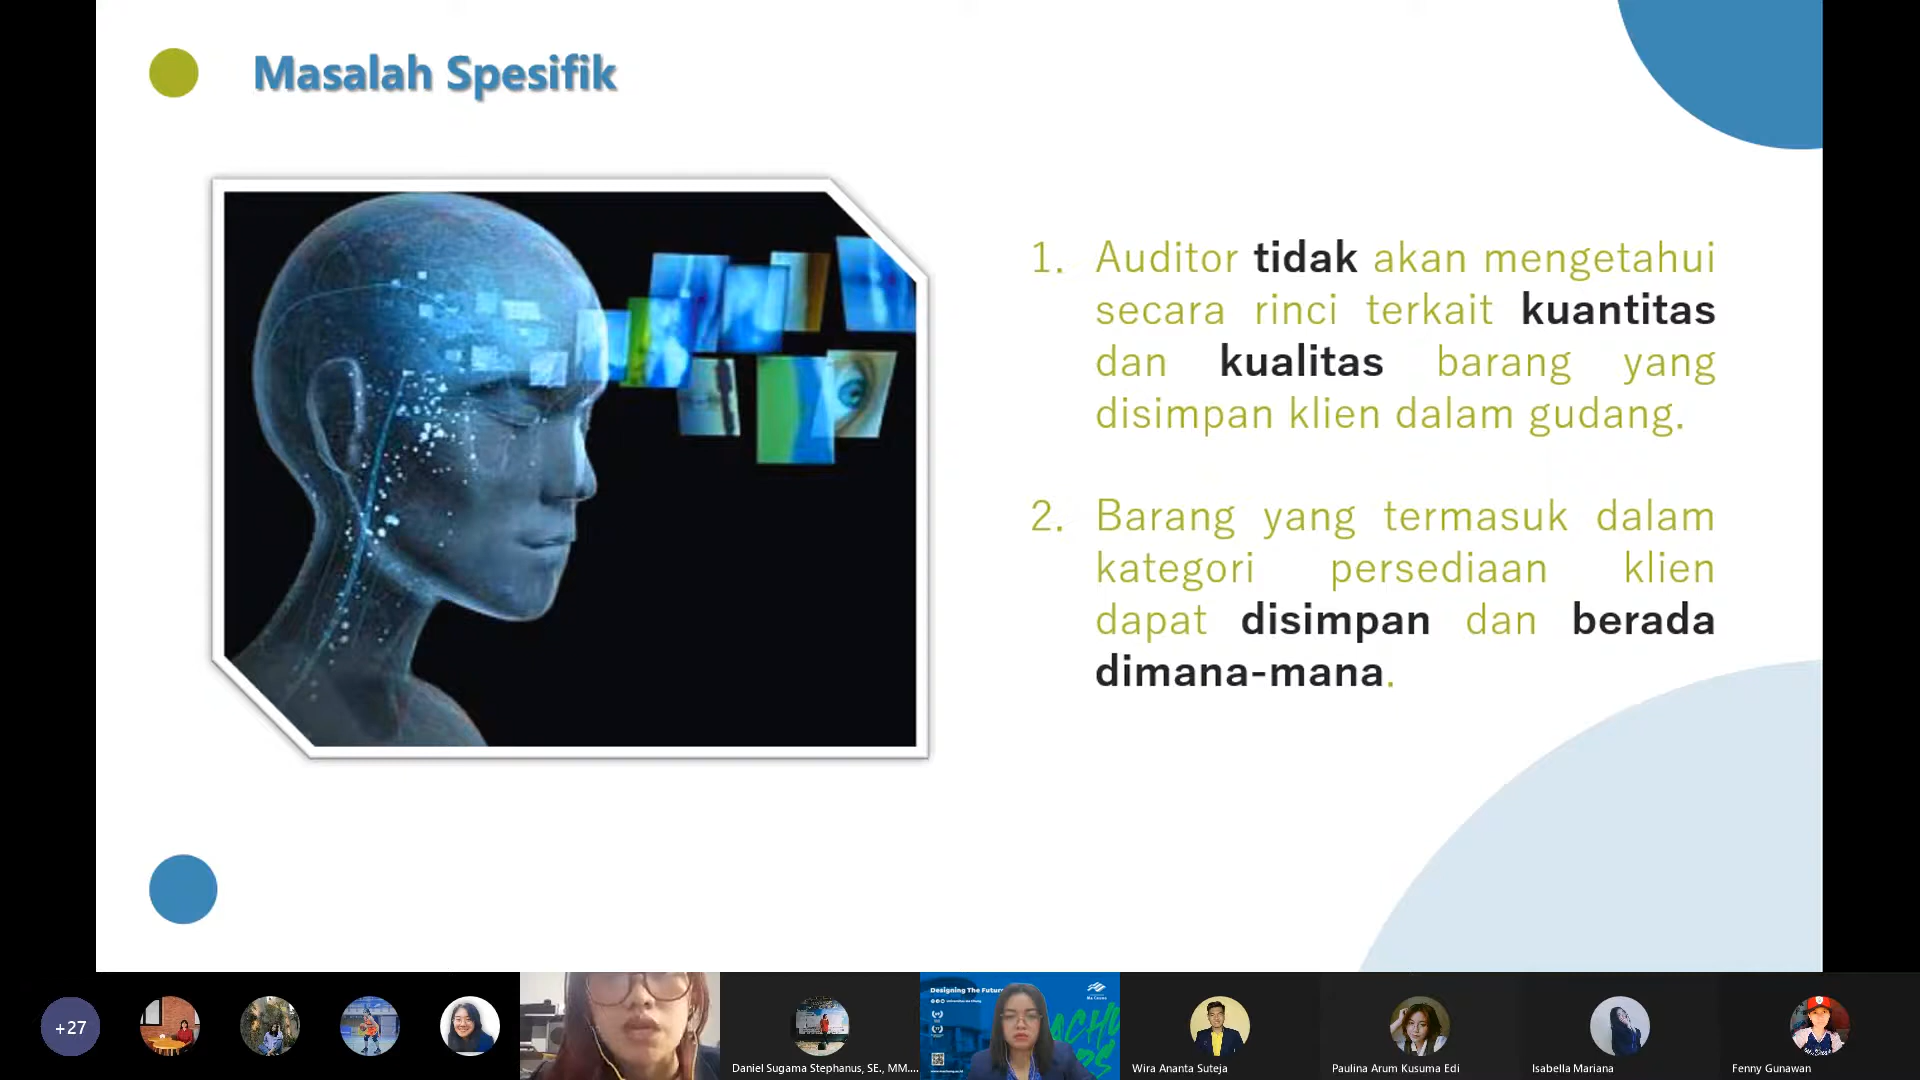 Masalah Spesifik
1. Auditor tidak akan mengetahui
secara rinci terkait kuantitas
dan kualitas barang yang
disimpan klien dalam gudang.
2. Barang yang termasuk dalam
kategori persediaan klien
dapat disimpan dan berada
dimana-mana.
+27
Daniel Sugama Stephanus, SE., MM....
Designing The Future
Wira Ananta Suteja
Paulina Arum Kusuma Edi
Isabella Mariana
Fenny Gunawan